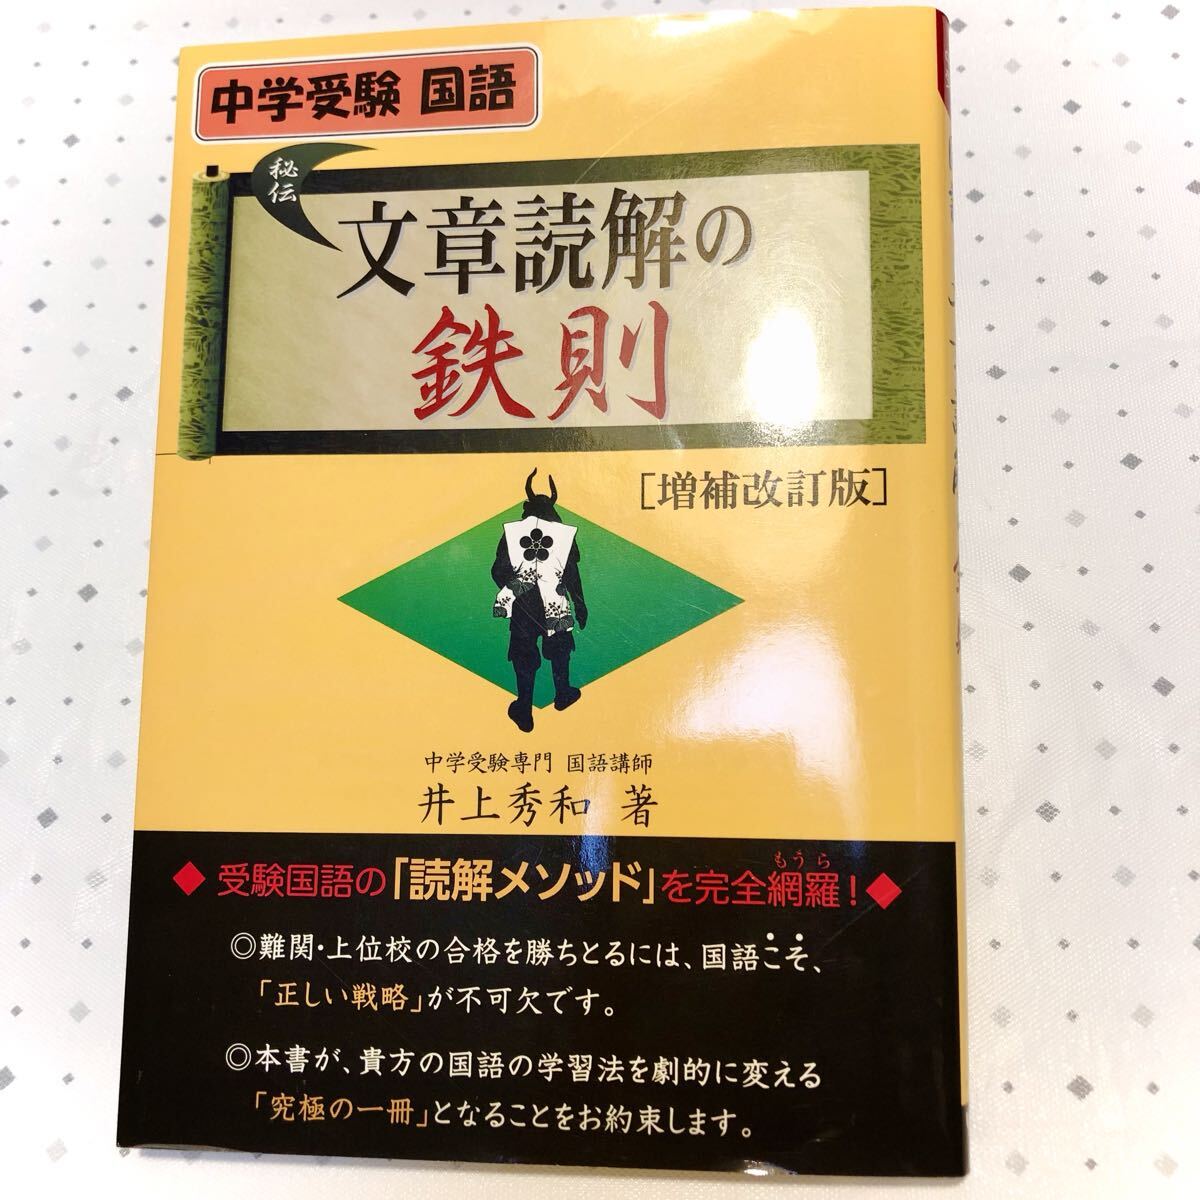 中学受験 国語
秘伝
文章読解の
鉄則
［増補改訂版］
中学受験専門 国語講師
井上秀和 著
もうら
◆受験国語の「読解メソッド」を完全網羅！◆
◎難関・上位校の合格を勝ちとるには、国語こそ、
「正しい戦略」が不可欠です。
◎本書が、貴方の国語の学習法を劇的に変える
「究極の一冊」となることをお約束します。